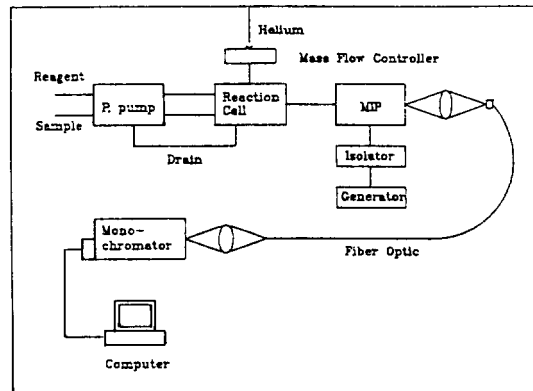 Helium
Mass Flow Controller
Reagent
P. pump
Reaction
Cell
MIP
Sample
Drain
Isolator
Generator
Mono-
chromator
Fiber Optic
Computer